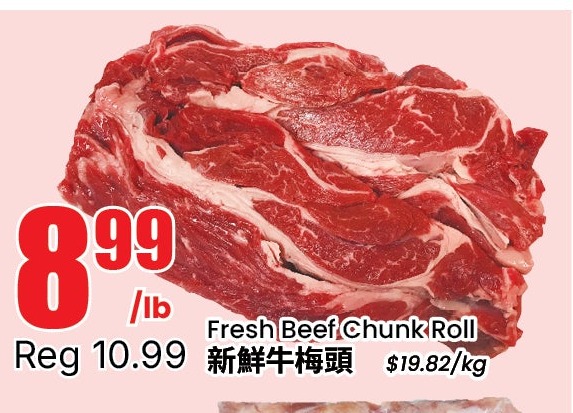 8.99
/lb
Reg 10.99
Fresh Beef Chunk Roll
新鮮牛梅頭 $19.82/kg